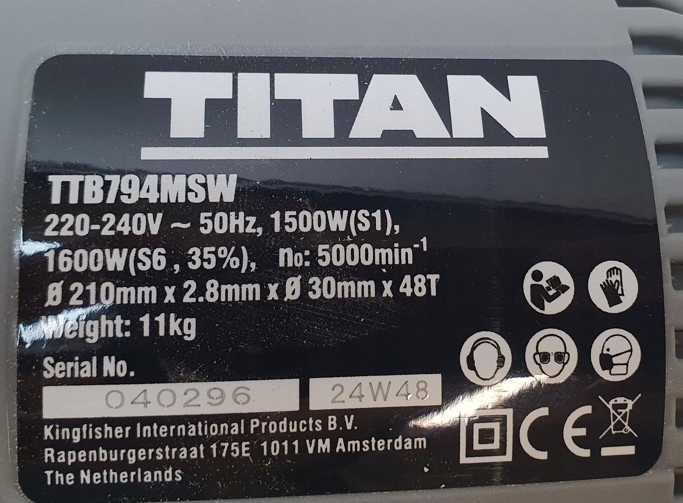 TITAN
TTB794MSW
220-240V ~ 50Hz, 1500W(S1),
1600W(S6 , 35%), n₀: 5000min⁻¹
Ø 210mm x 2.8mm x Ø 30mm x 48T
Weight: 11kg
Serial No.
040296 24W48
Kingfisher International Products B.V.
Rapenburgerstraat 175E 1011 VM Amsterdam
The Netherlands
CE